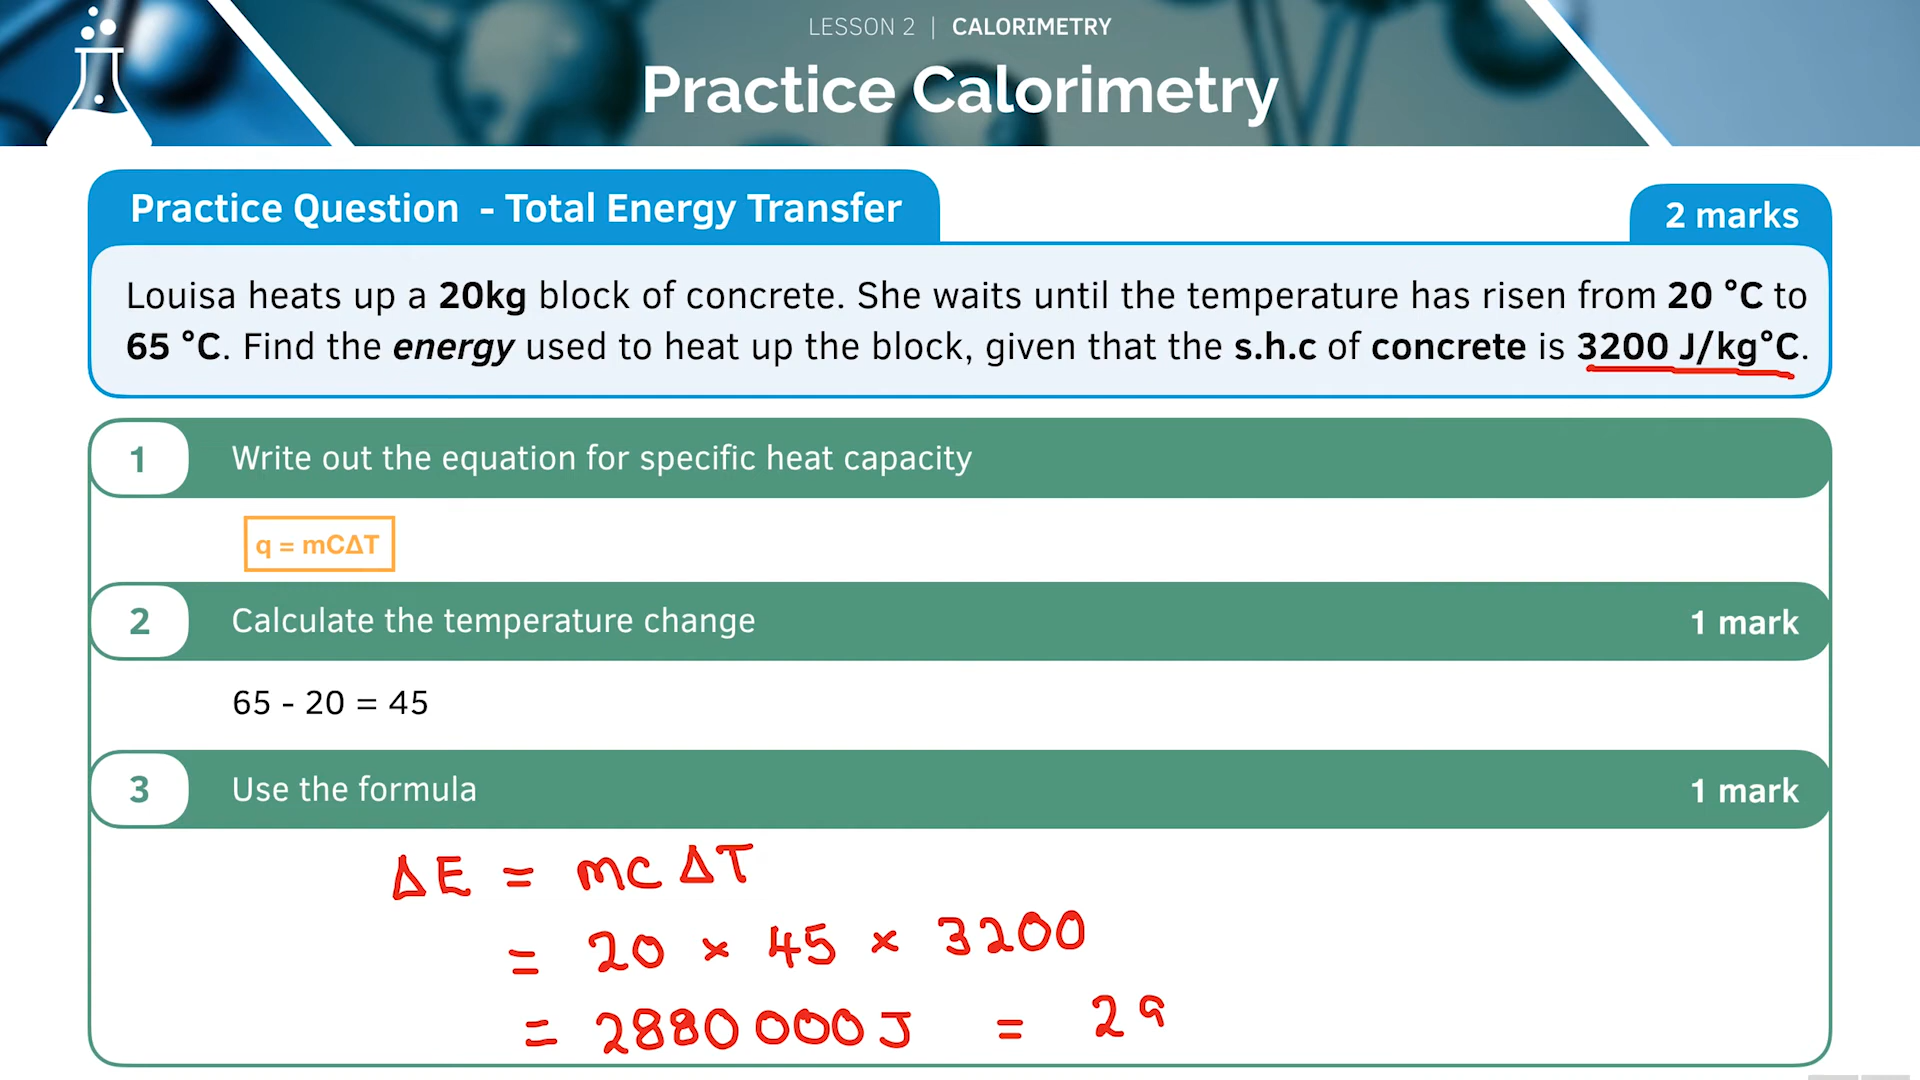 LESSON 2 | CALORIMETRY
Practice Calorimetry
Practice Question - Total Energy Transfer
2 marks
Louisa heats up a 20kg block of concrete. She waits until the temperature has risen from 20 °C to
65 °C. Find the energy used to heat up the block, given that the s.h.c of concrete is 3200 J/kg°C.
1 Write out the equation for specific heat capacity
q = mCΔT
2 Calculate the temperature change 1 mark
65 - 20 = 45
3 Use the formula 1 mark
ΔE = mcΔT
= 20 × 45 × 3200
= 2880000J = 29